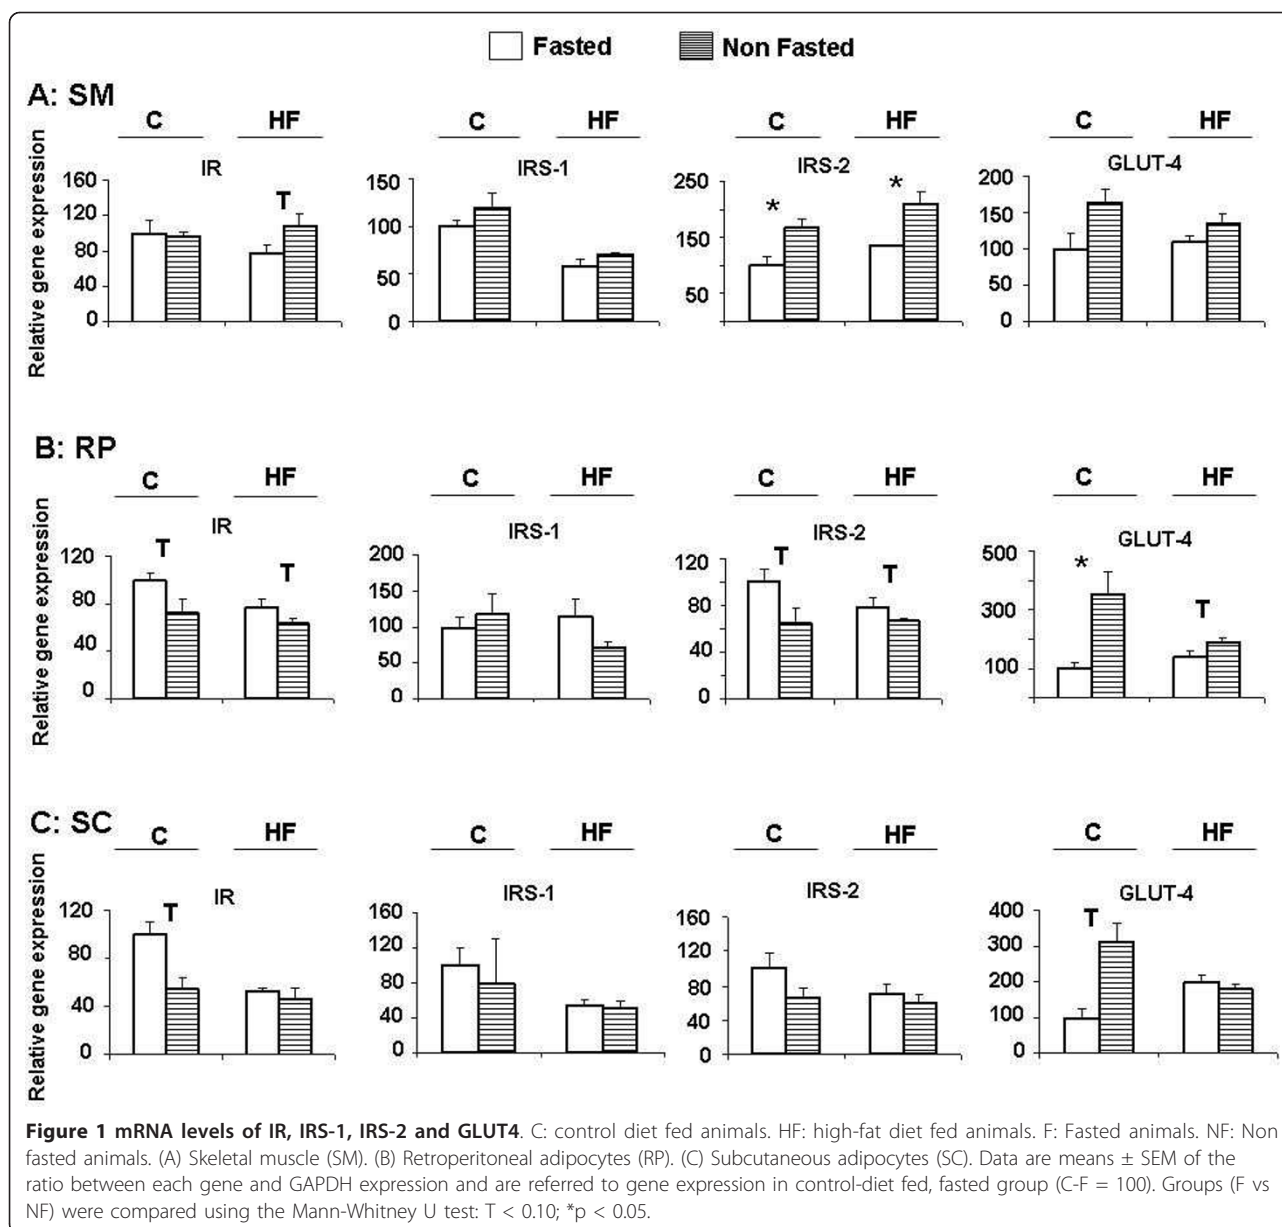 Fasted Non Fasted
A: SM
C HF C HF C HF C HF
IR IRS-1 IRS-2 GLUT-4
Relative gene expression
160
120
80
40
0
T
150
100
50
0
250
150
50
* *
200
150
100
50
0
B: RP
C HF C HF C HF C HF
IR IRS-1 IRS-2 GLUT-4
Relative gene expression
120
80
40
0
T T
200
150
100
50
0
120
80
40
0
T T
500
300
100
* T
C: SC
C HF C HF C HF C HF
IR IRS-1 IRS-2 GLUT-4
Relative gene expression
120
80
40
0
T
160
120
80
40
0
160
120
80
40
0
400
300
200
100
0
T
Figure 1 mRNA levels of IR, IRS-1, IRS-2 and GLUT4. C: control diet fed animals. HF: high-fat diet fed animals. F: Fasted animals. NF: Non
fasted animals. (A) Skeletal muscle (SM). (B) Retroperitoneal adipocytes (RP). (C) Subcutaneous adipocytes (SC). Data are means ± SEM of the
ratio between each gene and GAPDH expression and are referred to gene expression in control-diet fed, fasted group (C-F = 100). Groups (F vs
NF) were compared using the Mann-Whitney U test: T < 0.10; *p < 0.05.